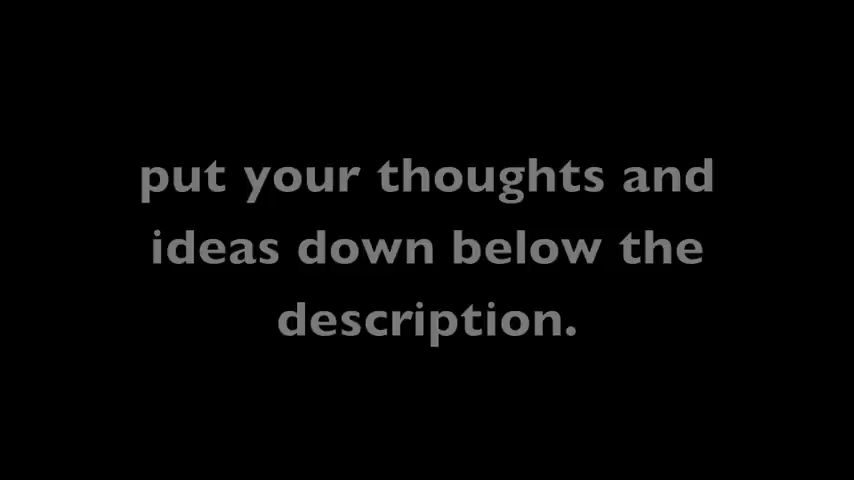 put your thoughts and
ideas down below the
description.